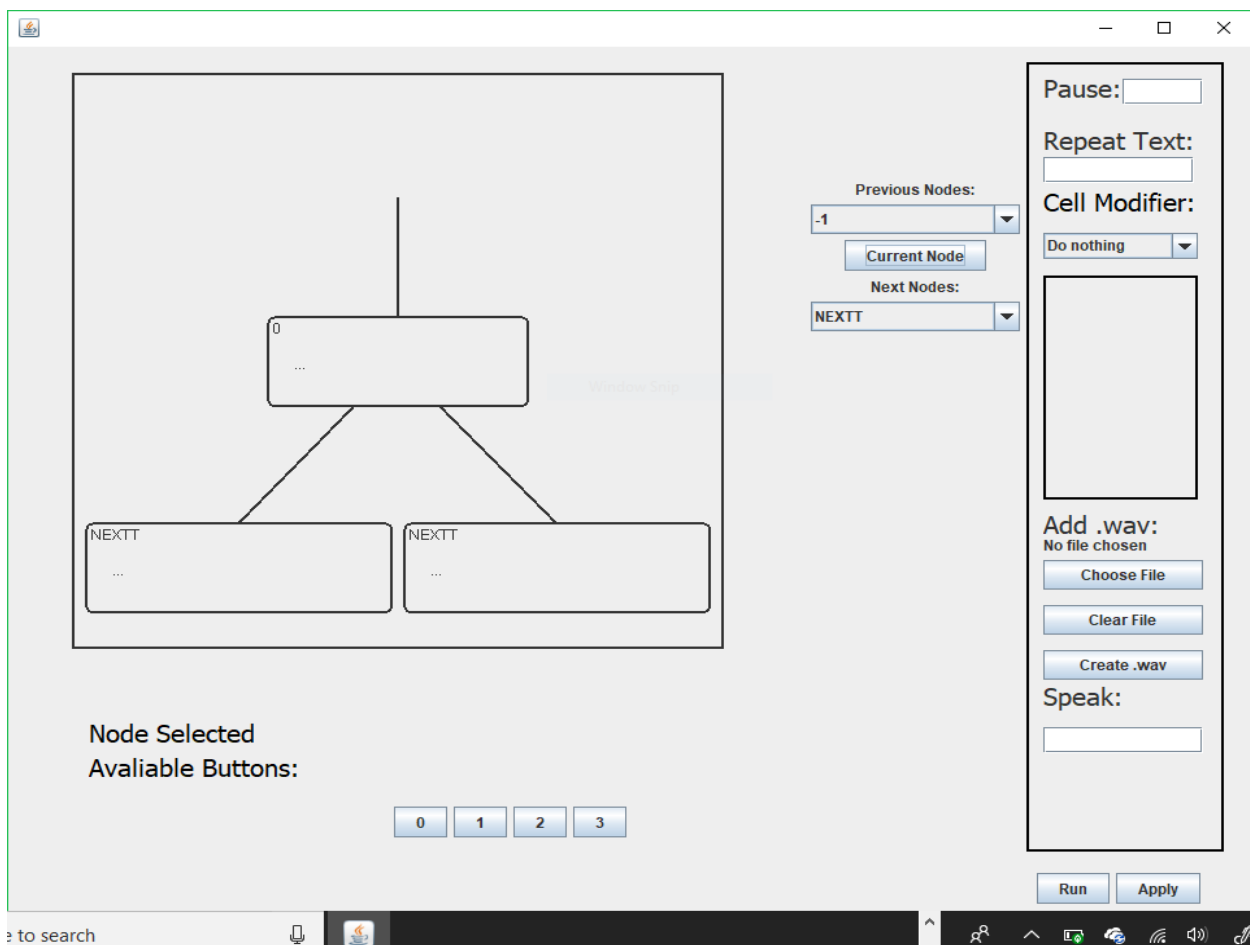 Pause:
Repeat Text:
Cell Modifier:
Do nothing
Previous Nodes:
-1
Current Node
Next Nodes:
NEXTT
0
...
Window Snip
NEXTT
...
NEXTT
...
Add .wav:
No file chosen
Choose File
Clear File
Create .wav
Speak:
Node Selected
Avaliable Buttons:
0 1 2 3
Run Apply
e to search